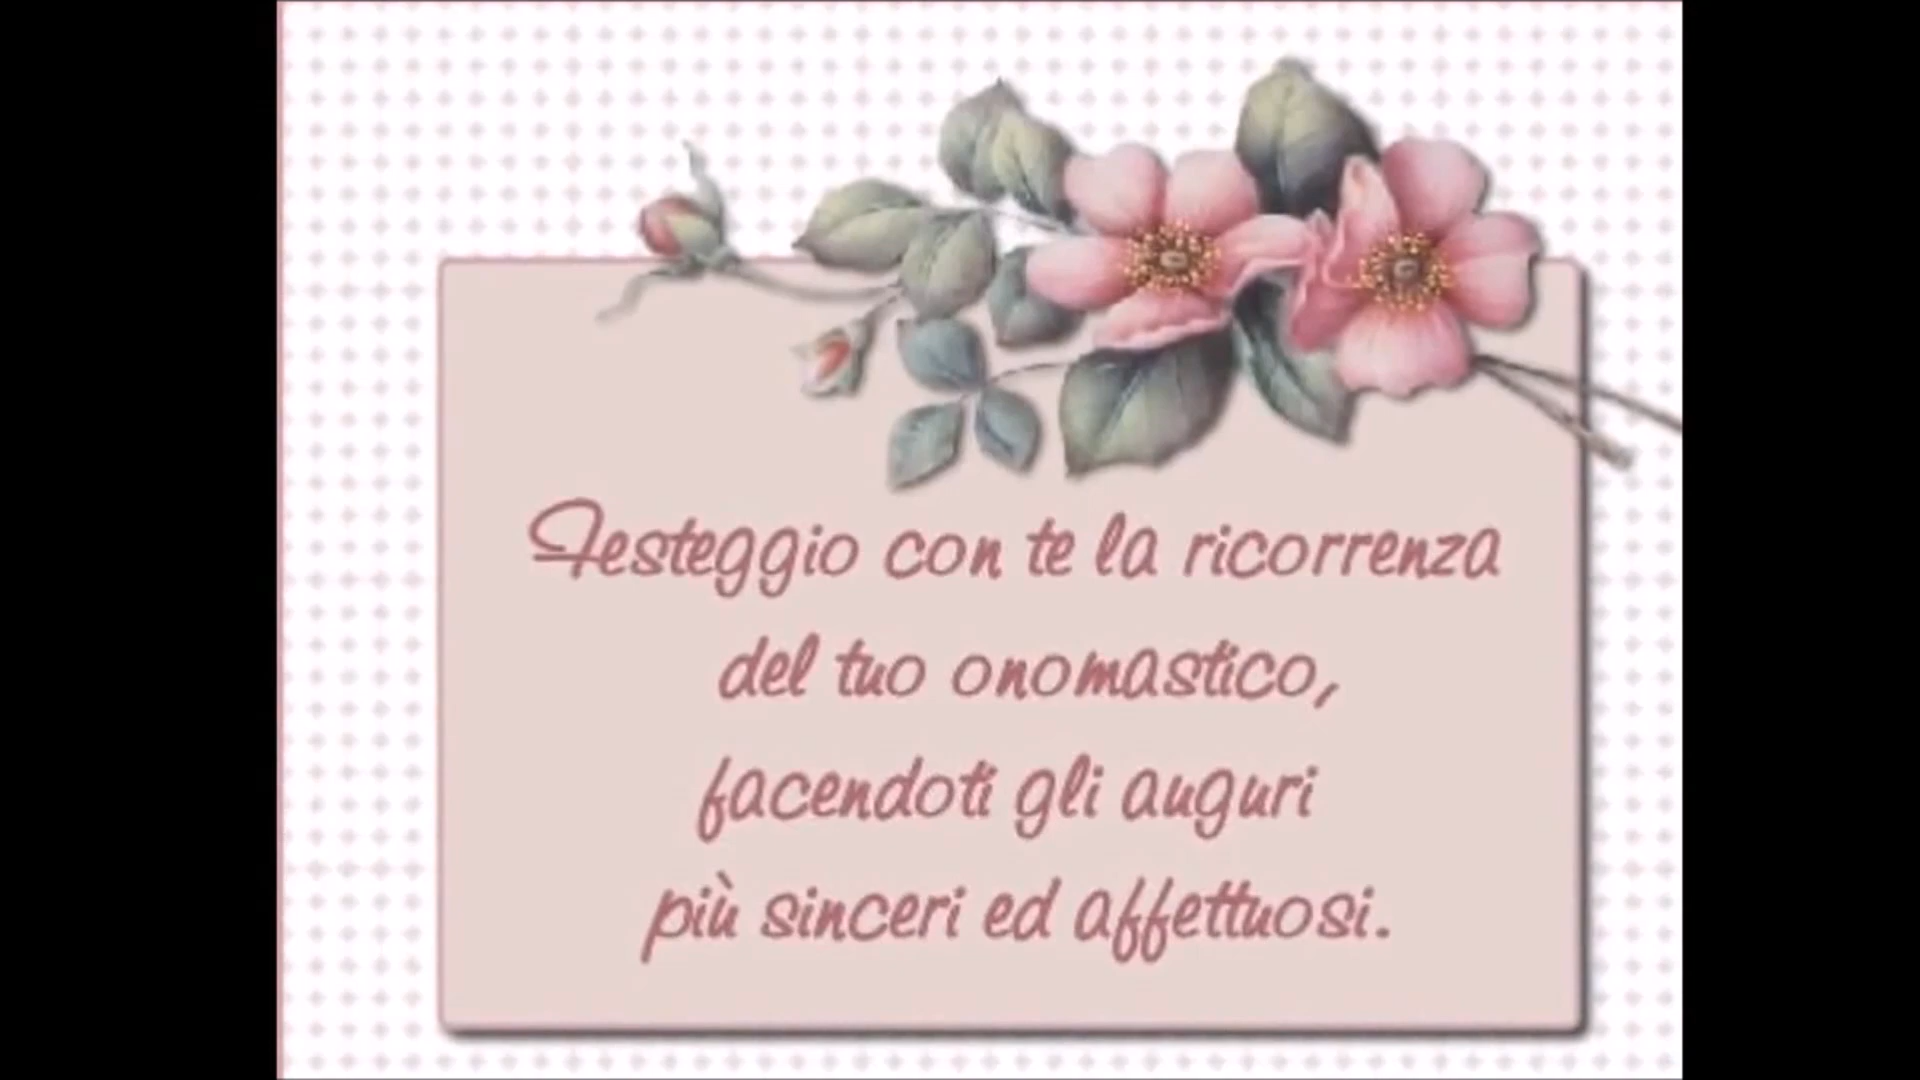 Festeggio con te la ricorrenza
del tuo onomastico,
facendoti gli auguri
più sinceri ed affettuosi.